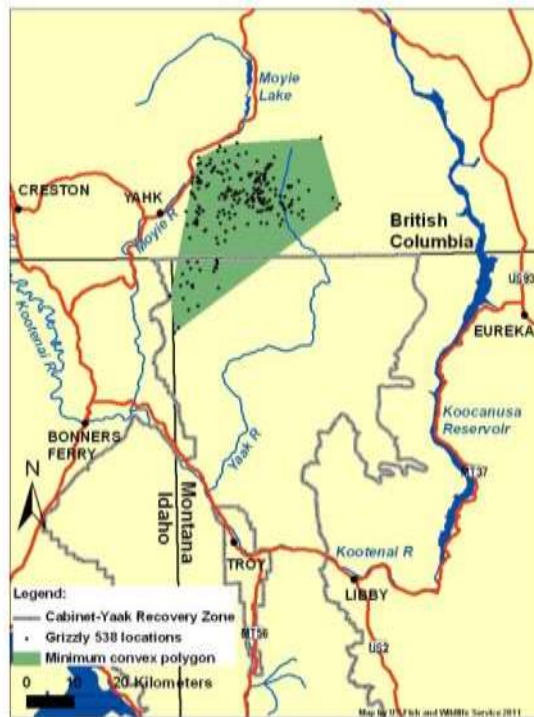 Moyie
Lake
CRESTON
YAHK
Moyie R
British
Columbia
US93
Kootenai R
EUREKA
Koocanusa
Reservoir
BONNERS
FERRY
Yaak R
MT37
N
Idaho
Montana
Kootenai R
TROY
LIBBY
Legend:
Cabinet-Yaak Recovery Zone
Grizzly 538 locations
Minimum convex polygon
MT56
US2
0 10 20 Kilometers
Map by US Fish and Wildlife Service 2011